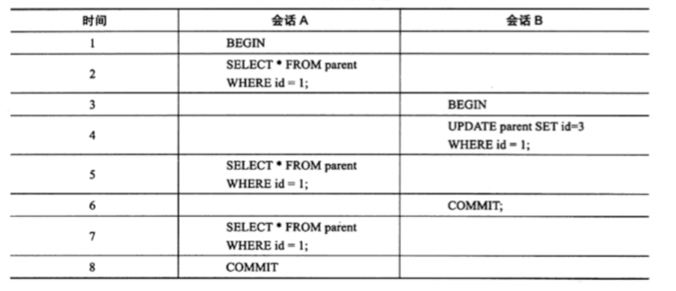 时间 会话 A 会话 B
1 BEGIN
2 SELECT * FROM parent
WHERE id = 1;
3 BEGIN
4 UPDATE parent SET id=3
WHERE id = 1;
5 SELECT * FROM parent
WHERE id = 1;
6 COMMIT;
7 SELECT * FROM parent
WHERE id = 1;
8 COMMIT